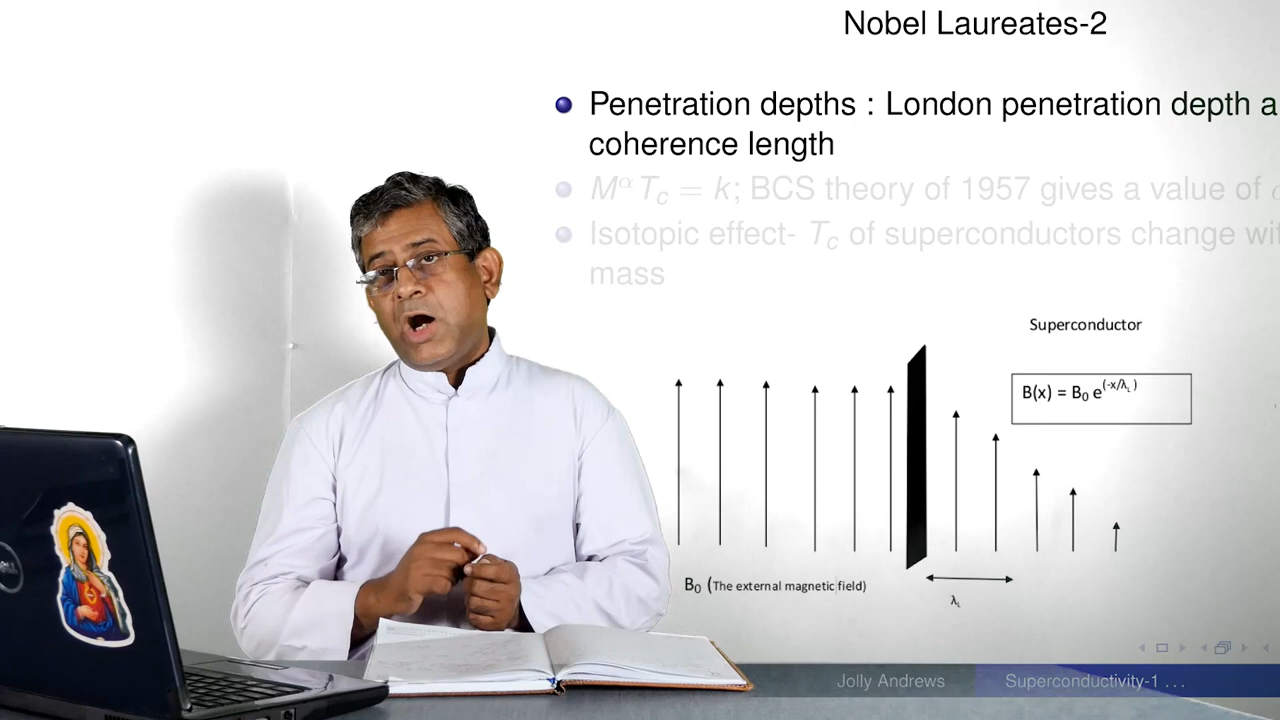 Nobel Laureates-2
Penetration depths : London penetration depth a
coherence length
M^α T_c = k; BCS theory of 1957 gives a value of
Isotopic effect- T_c of superconductors change wi
mass
Superconductor
B(x) = B₀ e^(-x/λ_L)
B₀ (The external magnetic field)
λ_L
DELL
Jolly Andrews
Superconductivity-1 ...